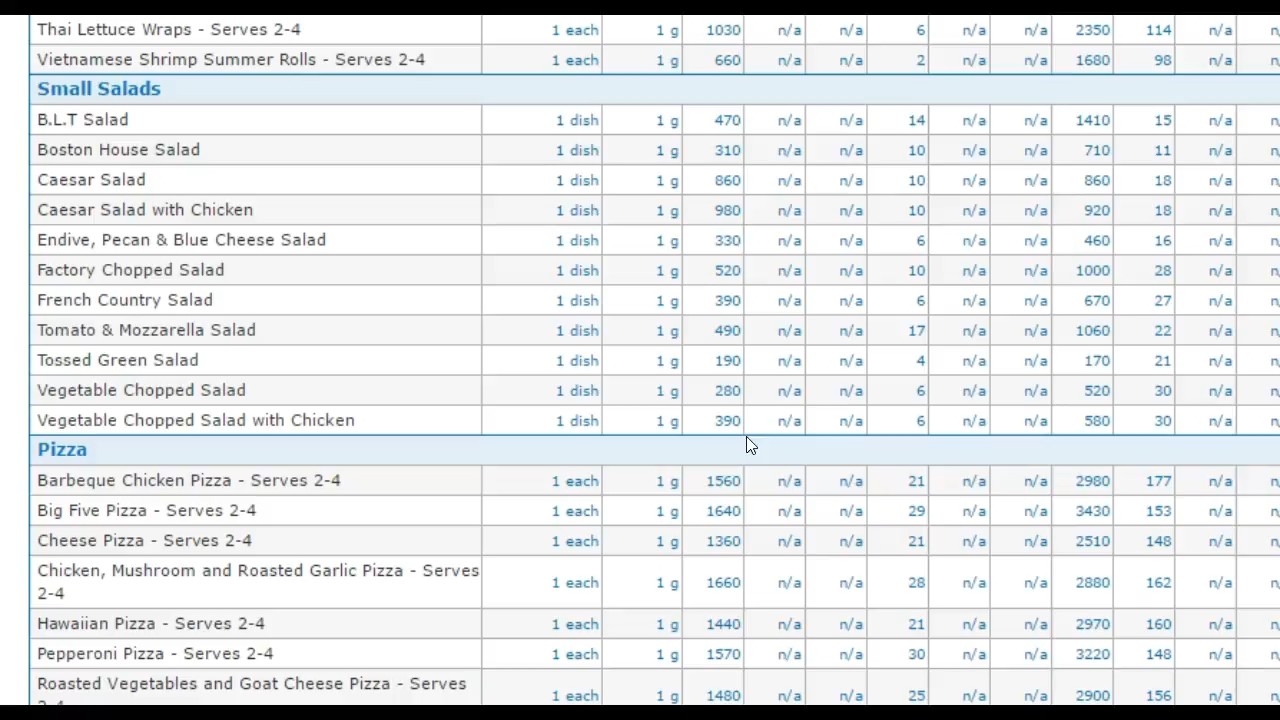 Thai Lettuce Wraps - Serves 2-4 1 each 1 g 1030 n/a n/a 6 n/a n/a 2350 114 n/a
Vietnamese Shrimp Summer Rolls - Serves 2-4 1 each 1 g 660 n/a n/a 2 n/a n/a 1680 98 n/a
Small Salads
B.L.T Salad 1 dish 1 g 470 n/a n/a 14 n/a n/a 1410 15 n/a
Boston House Salad 1 dish 1 g 310 n/a n/a 10 n/a n/a 710 11 n/a
Caesar Salad 1 dish 1 g 860 n/a n/a 10 n/a n/a 860 18 n/a
Caesar Salad with Chicken 1 dish 1 g 980 n/a n/a 10 n/a n/a 920 18 n/a
Endive, Pecan & Blue Cheese Salad 1 dish 1 g 330 n/a n/a 6 n/a n/a 460 16 n/a
Factory Chopped Salad 1 dish 1 g 520 n/a n/a 10 n/a n/a 1000 28 n/a
French Country Salad 1 dish 1 g 390 n/a n/a 6 n/a n/a 670 27 n/a
Tomato & Mozzarella Salad 1 dish 1 g 490 n/a n/a 17 n/a n/a 1060 22 n/a
Tossed Green Salad 1 dish 1 g 190 n/a n/a 4 n/a n/a 170 21 n/a
Vegetable Chopped Salad 1 dish 1 g 280 n/a n/a 6 n/a n/a 520 30 n/a
Vegetable Chopped Salad with Chicken 1 dish 1 g 390 n/a n/a 6 n/a n/a 580 30 n/a
Pizza
Barbeque Chicken Pizza - Serves 2-4 1 each 1 g 1560 n/a n/a 21 n/a n/a 2980 177 n/a
Big Five Pizza - Serves 2-4 1 each 1 g 1640 n/a n/a 29 n/a n/a 3430 153 n/a
Cheese Pizza - Serves 2-4 1 each 1 g 1360 n/a n/a 21 n/a n/a 2510 148 n/a
Chicken, Mushroom and Roasted Garlic Pizza - Serves
2-4 1 each 1 g 1660 n/a n/a 28 n/a n/a 2880 162 n/a
Hawaiian Pizza - Serves 2-4 1 each 1 g 1440 n/a n/a 21 n/a n/a 2970 160 n/a
Pepperoni Pizza - Serves 2-4 1 each 1 g 1570 n/a n/a 30 n/a n/a 3220 148 n/a
Roasted Vegetables and Goat Cheese Pizza - Serves
1 each 1 g 1480 n/a n/a 25 n/a n/a 2900 156 n/a